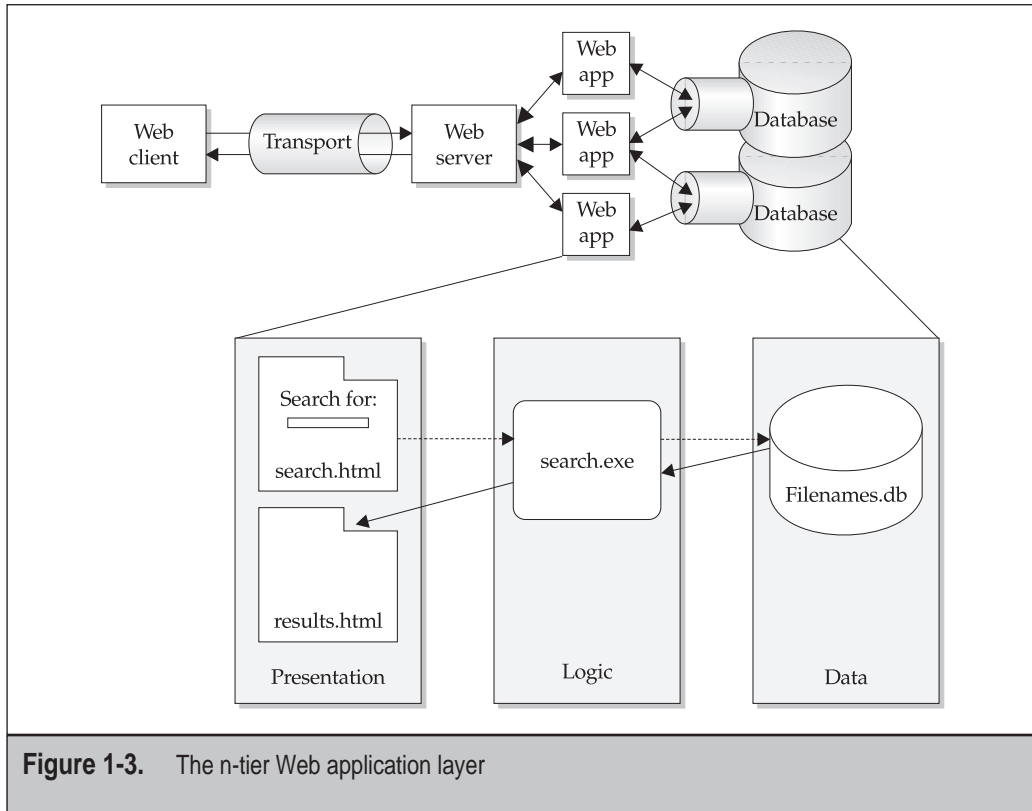 Web
client
Transport
Web
server
Web
app
Web
app
Web
app
Database
Database
Search for:
search.html
results.html
Presentation
search.exe
Logic
Filenames.db
Data
Figure 1-3. The n-tier Web application layer